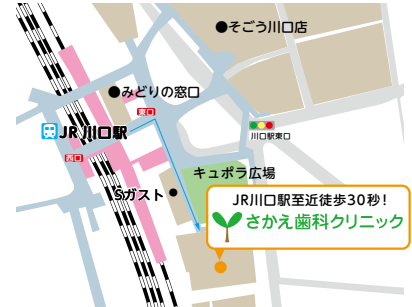 ●そごう川口店
●みどりの窓口
東口
JR 川口駅
川口駅東口
西口
キュポラ広場
Sガスト ●
JR川口駅至近徒歩30秒！
さかえ歯科クリニック